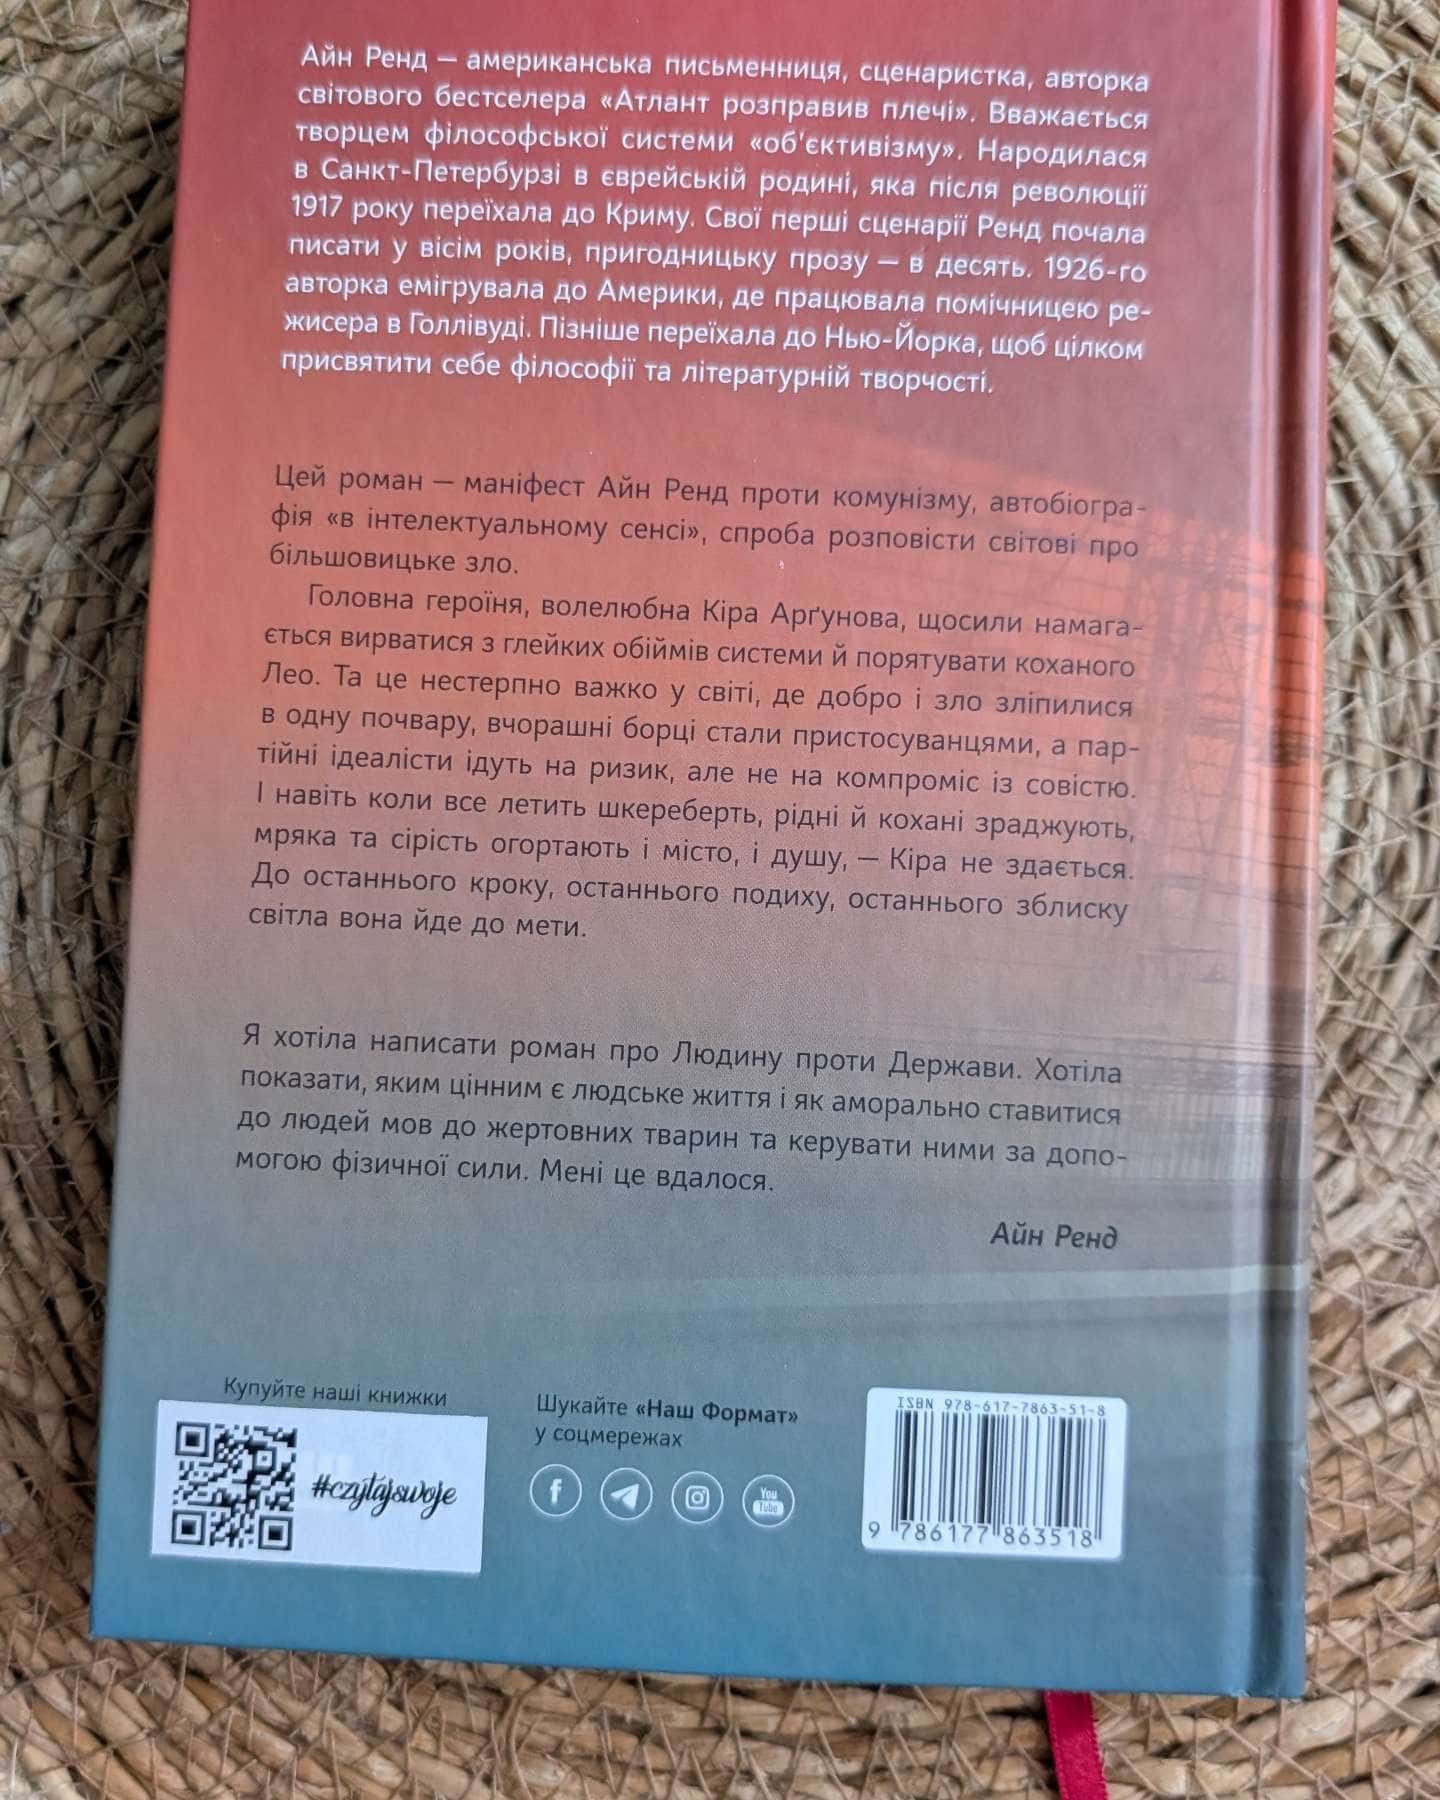 Айн Ренд — американська письменниця, сценаристка, авторка
світового бестселера «Атлант розправив плечі». Вважається
творцем філософської системи «об'єктивізму». Народилася
в Санкт-Петербурзі в єврейській родині, яка після революції
1917 року переїхала до Криму. Свої перші сценарії Ренд почала
писати у вісім років, пригодницьку прозу — в десять. 1926-го
авторка емігрувала до Америки, де працювала помічницею ре-
жисера в Голлівуді. Пізніше переїхала до Нью-Йорка, щоб цілком
присвятити себе філософії та літературній творчості.
Цей роман — маніфест Айн Ренд проти комунізму, автобіогра-
фія «в інтелектуальному сенсі», спроба розповісти світові про
більшовицьке зло.
Головна героїня, волелюбна Кіра Арґунова, щосили намага-
ється вирватися з глейких обіймів системи й порятувати коханого
Лео. Та це нестерпно важко у світі, де добро і зло зліпилися
в одну почвару, вчорашні борці стали пристосуванцями, а пар-
тійні ідеалісти ідуть на ризик, але не на компроміс із совістю.
І навіть коли все летить шкереберть, рідні й кохані зраджують,
мряка та сірість огортають і місто, і душу, — Кіра не здається.
До останнього кроку, останнього подиху, останнього зблиску
світла вона йде до мети.
Я хотіла написати роман про Людину проти Держави. Хотіла
показати, яким цінним є людське життя і як аморально ставитися
до людей мов до жертовних тварин та керувати ними за допо-
могою фізичної сили. Мені це вдалося.
Айн Ренд
Купуйте наші книжки
#czytajswoje
Шукайте «Наш Формат»
у соцмережах
You
Tube
ISBN 978-617-7863-51-8
9 786177 863518